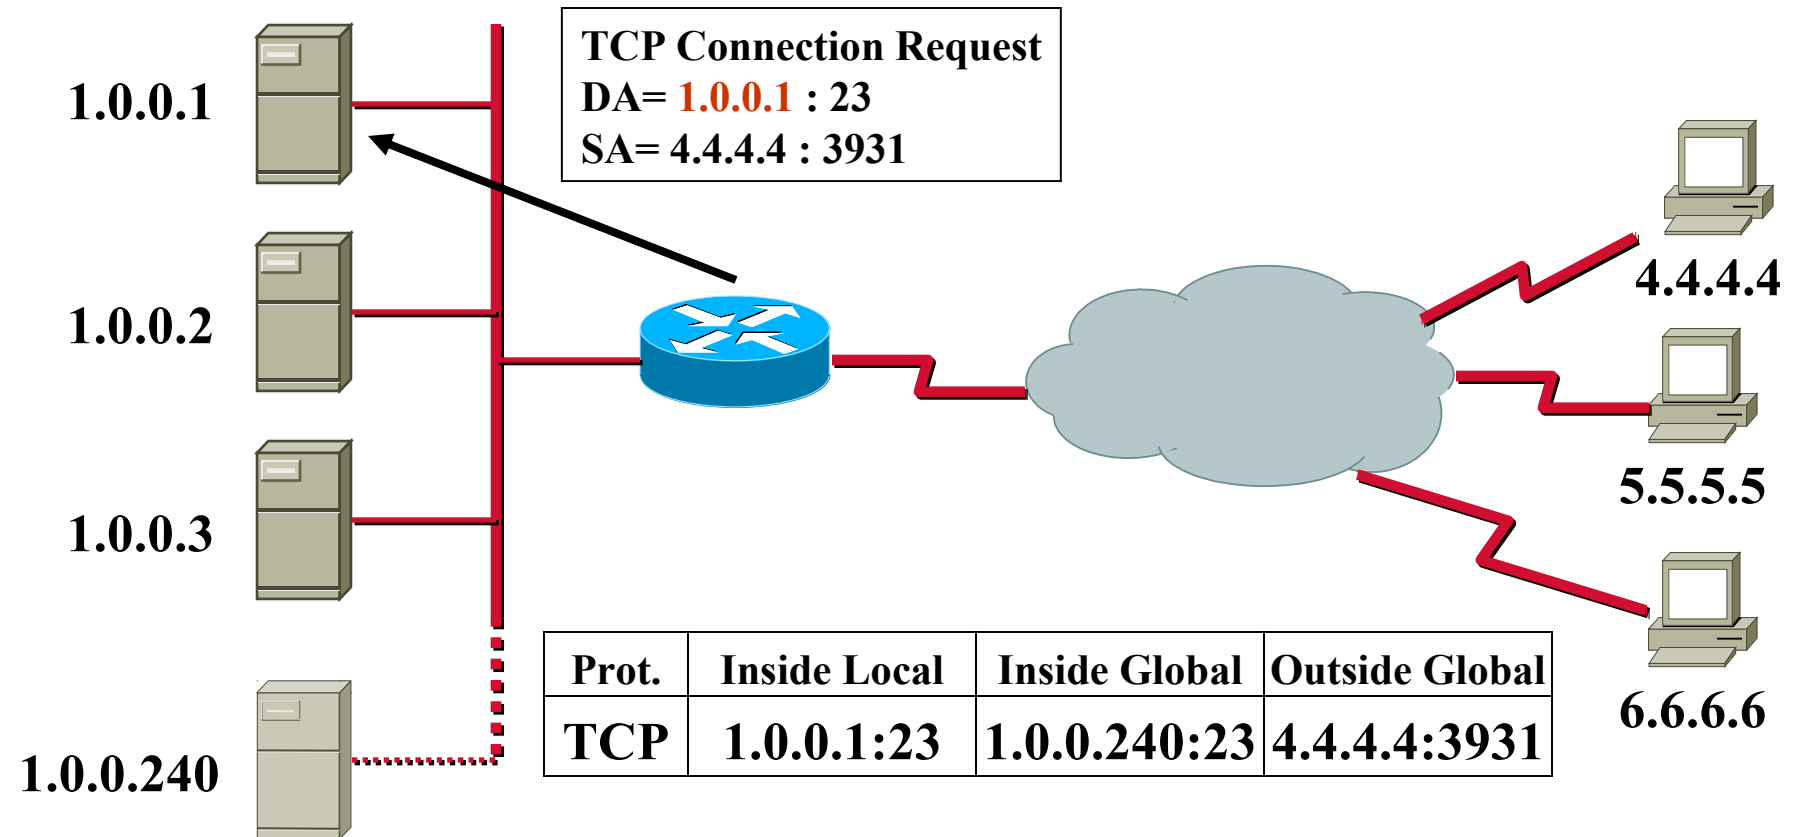 TCP Connection Request
DA= 1.0.0.1 : 23
SA= 4.4.4.4 : 3931
1.0.0.1
1.0.0.2
1.0.0.3
1.0.0.240
4.4.4.4
5.5.5.5
6.6.6.6
Prot. Inside Local Inside Global Outside Global
TCP 1.0.0.1:23 1.0.0.240:23 4.4.4.4:3931